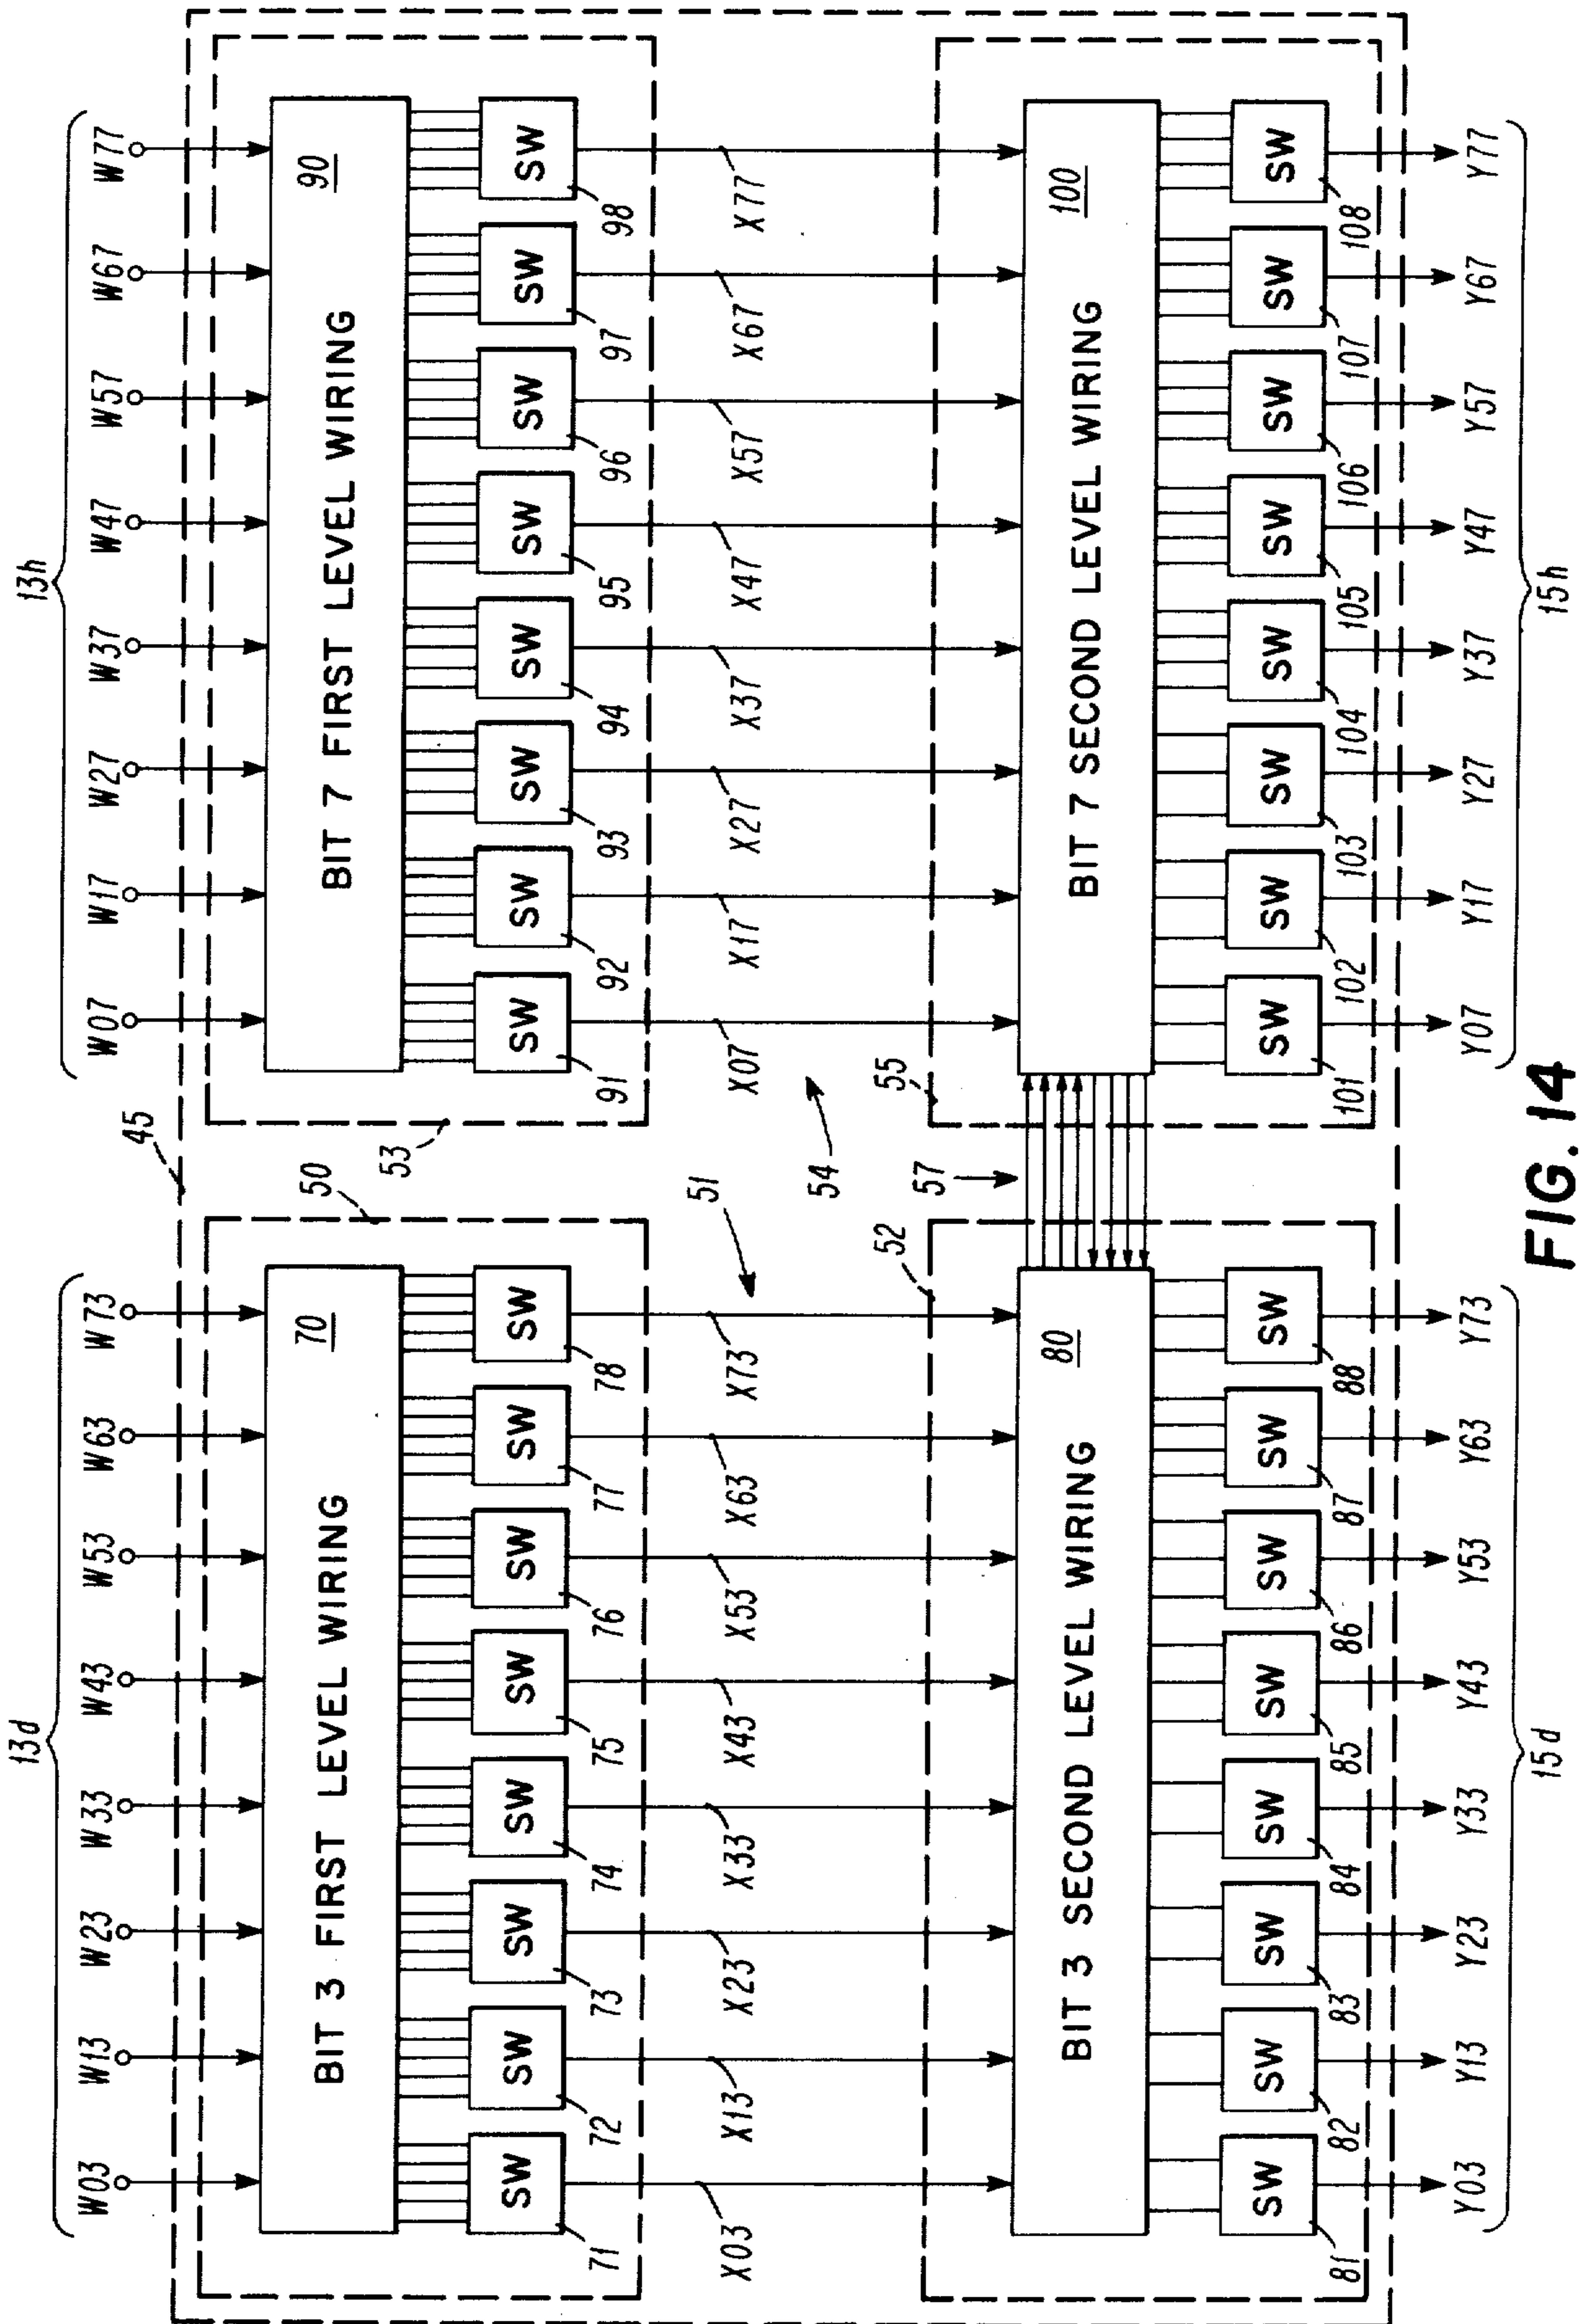 13d
13h
W03 W13 W23 W33 W43 W53 W63 W73
W07 W17 W27 W37 W47 W57 W67 W77
45
50
53
BIT 3 FIRST LEVEL WIRING 70
BIT 7 FIRST LEVEL WIRING 90
SW SW SW SW SW SW SW SW
SW SW SW SW SW SW SW SW
71 72 73 74 75 76 77 78
91 92 93 94 95 96 97 98
51
54
X03 X13 X23 X33 X43 X53 X63 X73
X07 X17 X27 X37 X47 X57 X67 X77
52
57
55
BIT 3 SECOND LEVEL WIRING 80
BIT 7 SECOND LEVEL WIRING 100
SW SW SW SW SW SW SW SW
SW SW SW SW SW SW SW SW
81 82 83 84 85 86 87 88
101 102 103 104 105 106 107 108
Y03 Y13 Y23 Y33 Y43 Y53 Y63 Y73
Y07 Y17 Y27 Y37 Y47 Y57 Y67 Y77
15d
15h
FIG. 14